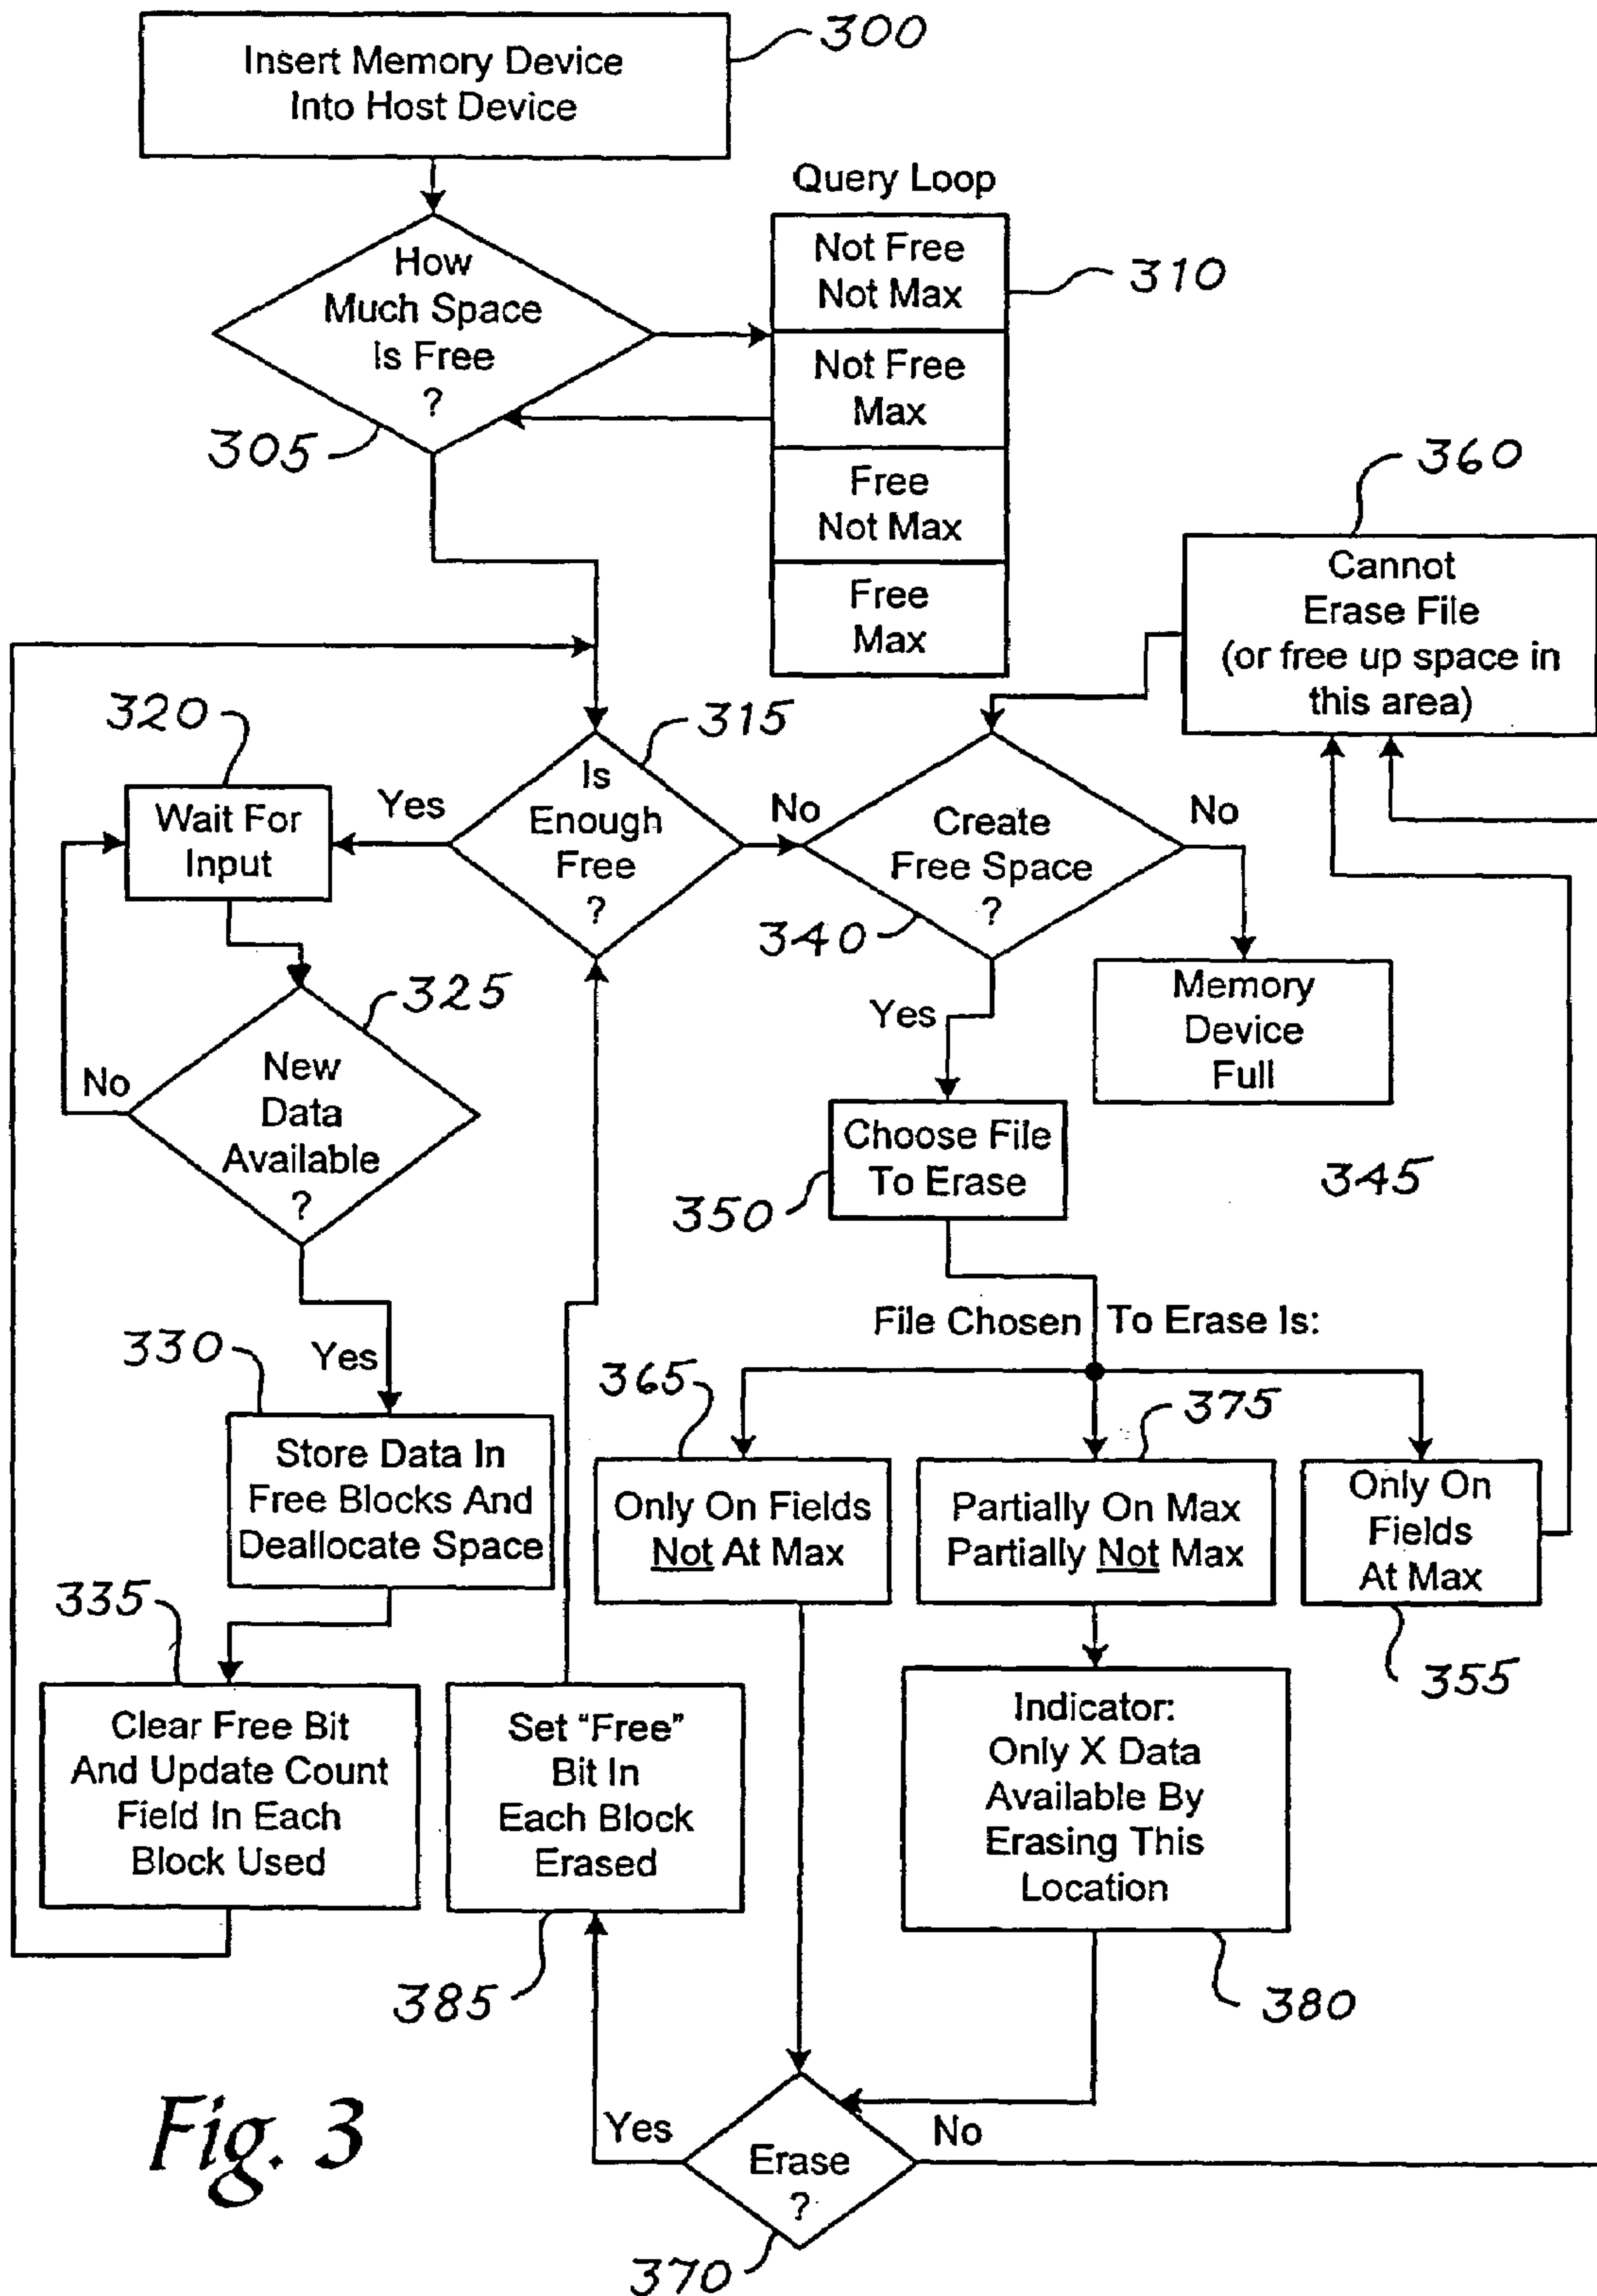 300
Insert Memory Device
Into Host Device
Query Loop
How
Much Space
Is Free
?
305
Not Free
Not Max
310
Not Free
Max
Free
Not Max
Free
Max
360
Cannot
Erase File
(or free up space in
this area)
320
Wait For
Input
Yes
315
Is
Enough
Free
?
No
Create
Free Space
?
340
No
Memory
Device
Full
345
325
New
Data
Available
?
No
Yes
Choose File
To Erase
350
File Chosen To Erase Is:
330
Yes
Store Data In
Free Blocks And
Deallocate Space
365
Only On Fields
Not At Max
375
Partially On Max
Partially Not Max
Only On
Fields
At Max
355
335
Clear Free Bit
And Update Count
Field In Each
Block Used
Set "Free"
Bit In
Each Block
Erased
385
Indicator:
Only X Data
Available By
Erasing This
Location
380
Yes
Erase
?
No
370
Fig. 3